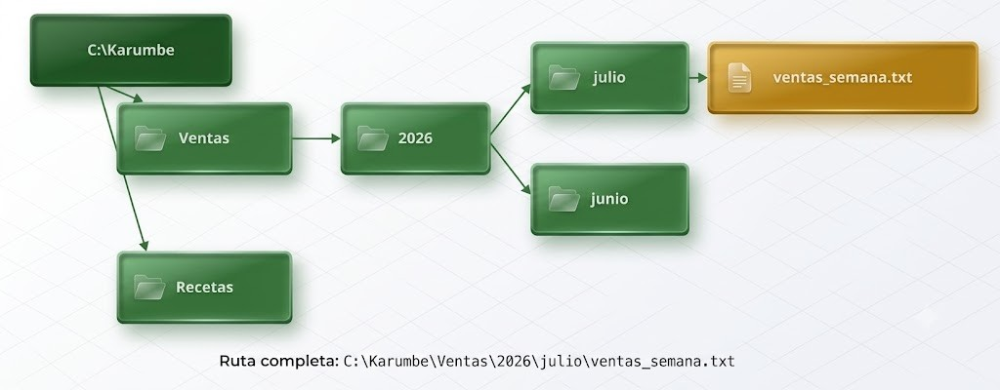 C:\Karumbe
Ventas
2026
julio
ventas_semana.txt
junio
Recetas
Ruta completa: C:\Karumbe\Ventas\2026\julio\ventas_semana.txt